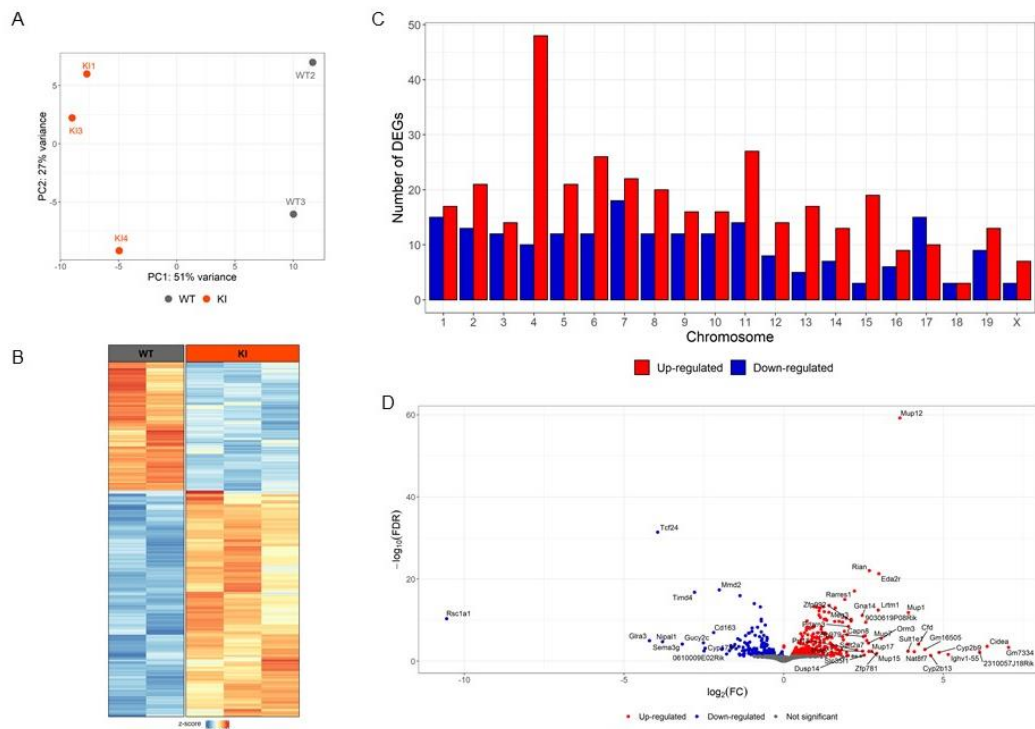 A
KI1
WT2
KI3
WT3
KI4
5
0
-5
-10
-5
0
5
10
PC2: 27% variance
PC1: 51% variance
WT
KI
B
WT
KI
z-score
C
50
40
30
20
10
0
Number of DEGs
1 2 3 4 5 6 7 8 9 10 11 12 13 14 15 16 17 18 19 X
Chromosome
Up-regulated Down-regulated
D
60
40
20
0
−log10(FDR)
Mup12
Tcf24
Rian
Eda2r
Mmd2
Timd4
Rarres1
Zfp992
Gna14
Lrtm1
Mup1
Meg3
9030619P08Rik
Rsc1a1
Cd163
Capn8
Mup7
Orm3
Cfd
Glra3
Nipal1
Gucy2c
Sult1e1
Gm16505
Sema3g
Mup17
Cyp2b9
Cidea
0610009E02Rik
Mup15
Nat8f7
Ighv1-55
Gm7334
Dusp14
Zfp781
Cyp2b13
2310057J18Rik
-10
-5
0
5
log2(FC)
Up-regulated Down-regulated Not significant